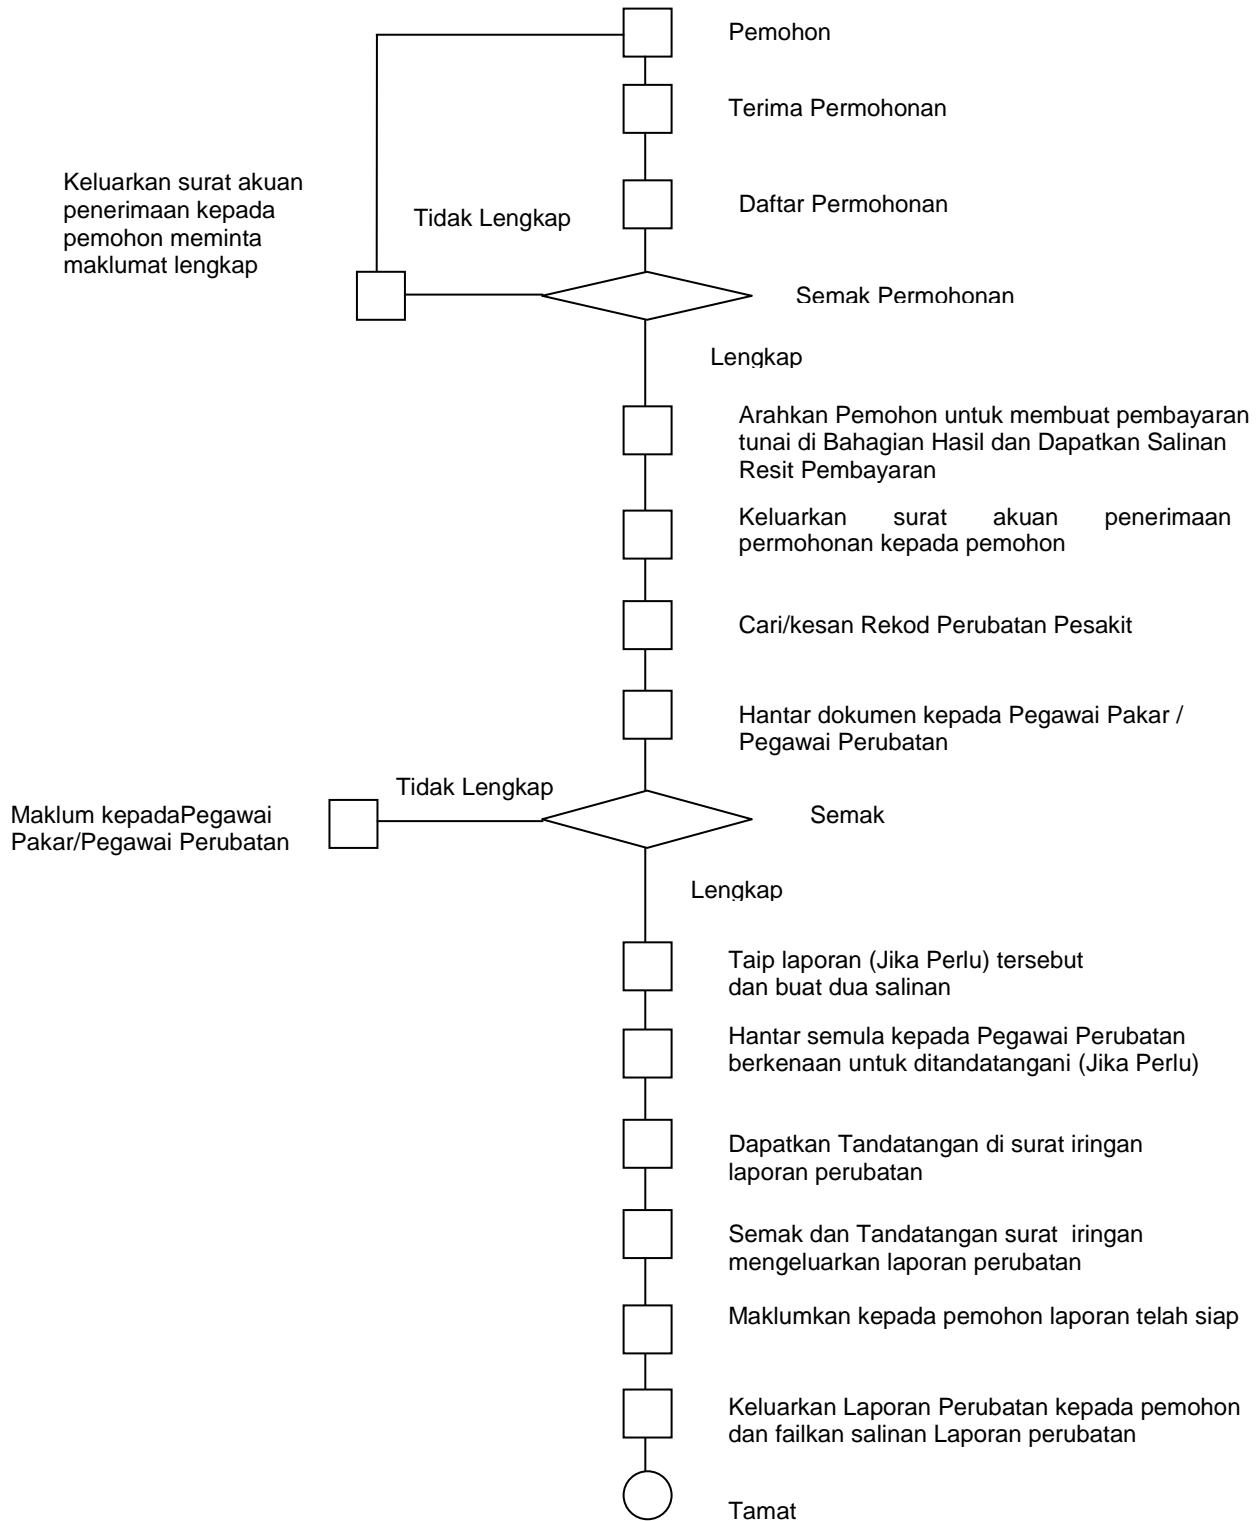 Pemohon
Terima Permohonan
Keluarkan surat akuan
penerimaan kepada
pemohon meminta
maklumat lengkap
Tidak Lengkap
Daftar Permohonan
Semak Permohonan
Lengkap
Arahkan Pemohon untuk membuat pembayaran
tunai di Bahagian Hasil dan Dapatkan Salinan
Resit Pembayaran
Keluarkan surat akuan penerimaan
permohonan kepada pemohon
Cari/kesan Rekod Perubatan Pesakit
Hantar dokumen kepada Pegawai Pakar /
Pegawai Perubatan
Tidak Lengkap
Maklum kepadaPegawai
Pakar/Pegawai Perubatan
Semak
Lengkap
Taip laporan (Jika Perlu) tersebut
dan buat dua salinan
Hantar semula kepada Pegawai Perubatan
berkenaan untuk ditandatangani (Jika Perlu)
Dapatkan Tandatangan di surat iringan
laporan perubatan
Semak dan Tandatangan surat iringan
mengeluarkan laporan perubatan
Maklumkan kepada pemohon laporan telah siap
Keluarkan Laporan Perubatan kepada pemohon
dan failkan salinan Laporan perubatan
Tamat